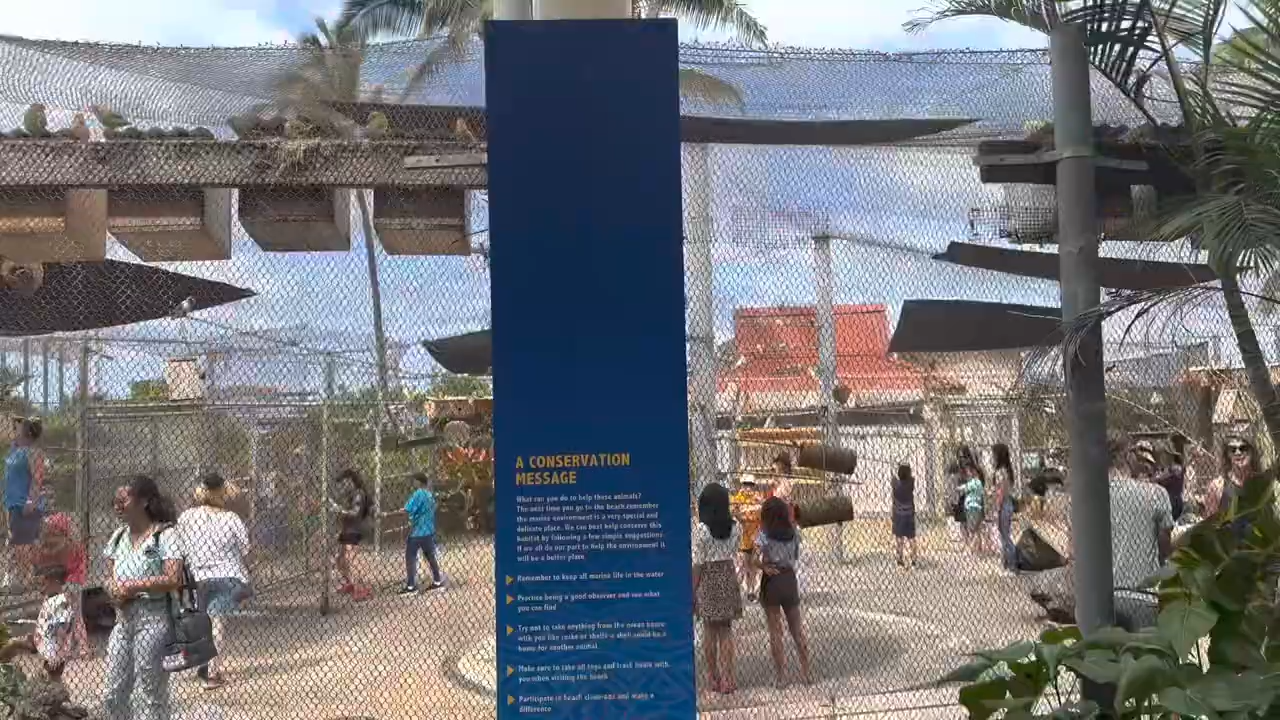 A CONSERVATION
MESSAGE
What can you do to help these animals?
The next time you go to the beach remember
the marine environment is a very special and
delicate place. We can best help conserve this
habitat by following a few simple suggestions.
If we all do our part to help the environment it
will be a better place.
Remember to keep all marine life in the water
Practice being a good observer and see what
you can find
Try not to take anything from the ocean home
with you like rocks or shells-a shell could be a
home for another animal
Make sure to take all toys and trash home with
you when visiting the beach
Participate in beach clean-ups and make a
difference